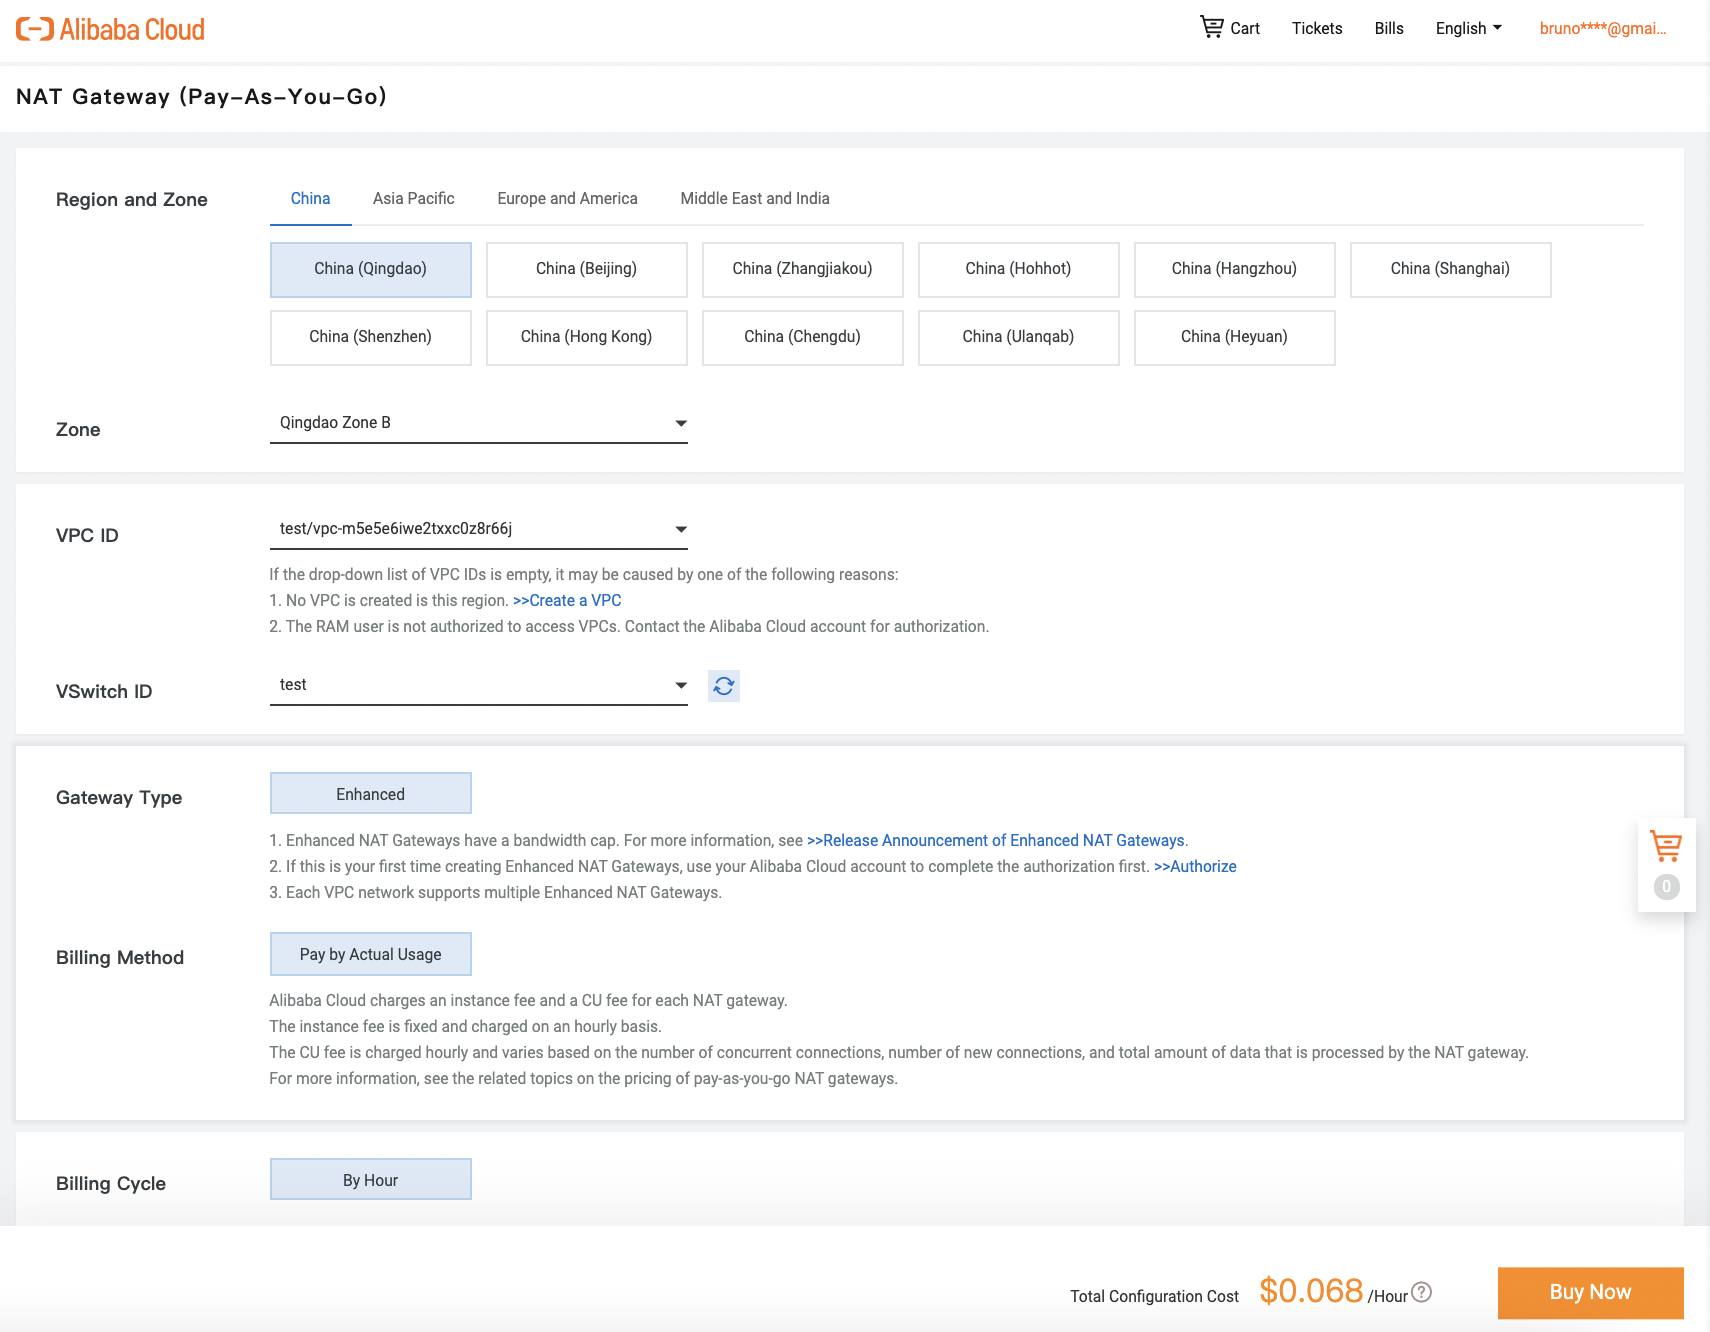 Alibaba Cloud
Cart Tickets Bills English bruno****@gmai...
NAT Gateway (Pay–As–You–Go)
Region and Zone
China Asia Pacific Europe and America Middle East and India
China (Qingdao) China (Beijing) China (Zhangjiakou) China (Hohhot) China (Hangzhou) China (Shanghai)
China (Shenzhen) China (Hong Kong) China (Chengdu) China (Ulanqab) China (Heyuan)
Zone
Qingdao Zone B
VPC ID
test/vpc-m5e5e6iwe2txxc0z8r66j
If the drop-down list of VPC IDs is empty, it may be caused by one of the following reasons:
1. No VPC is created is this region. >>Create a VPC
2. The RAM user is not authorized to access VPCs. Contact the Alibaba Cloud account for authorization.
VSwitch ID
test
Gateway Type
Enhanced
1. Enhanced NAT Gateways have a bandwidth cap. For more information, see >>Release Announcement of Enhanced NAT Gateways.
2. If this is your first time creating Enhanced NAT Gateways, use your Alibaba Cloud account to complete the authorization first. >>Authorize
3. Each VPC network supports multiple Enhanced NAT Gateways.
0
Billing Method
Pay by Actual Usage
Alibaba Cloud charges an instance fee and a CU fee for each NAT gateway.
The instance fee is fixed and charged on an hourly basis.
The CU fee is charged hourly and varies based on the number of concurrent connections, number of new connections, and total amount of data that is processed by the NAT gateway.
For more information, see the related topics on the pricing of pay-as-you-go NAT gateways.
Billing Cycle
By Hour
Total Configuration Cost $0.068 /Hour ?
Buy Now